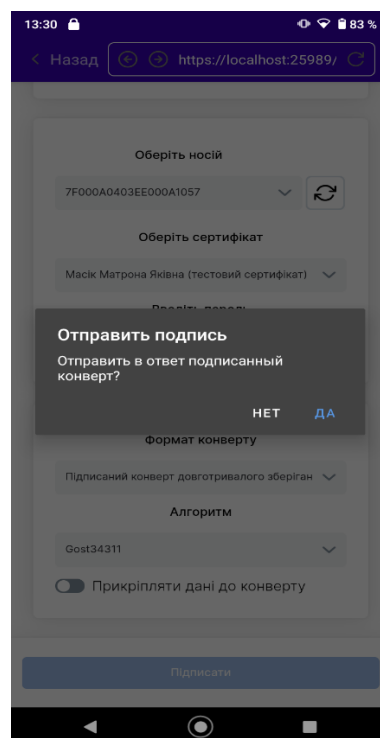 13:30 83 %
Назад https://localhost:25989/
Оберіть носій
7F000A0403EE000A1057
Оберіть сертифікат
Масік Матрона Яківна (тестовий сертифікат)
Введіть пароль
Отправить подпись
Отправить в ответ подписанный
конверт?
НЕТ ДА
Формат конверту
Підписаний конверт довготривалого зберіган
Алгоритм
Gost34311
Прикріпляти дані до конверту
Підписати